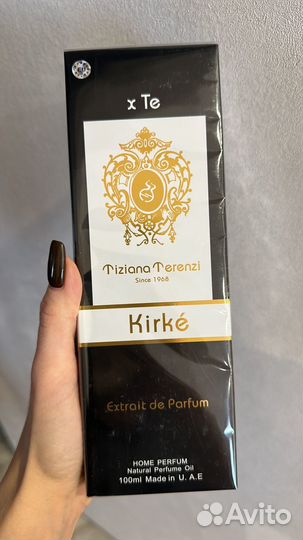 x Te
Tiziana Terenzi
Since 1968
Kirké
Extrait de Parfum
HOME PERFUM
Natural Perfume Oil
100ml Made in U. A.E
Avito